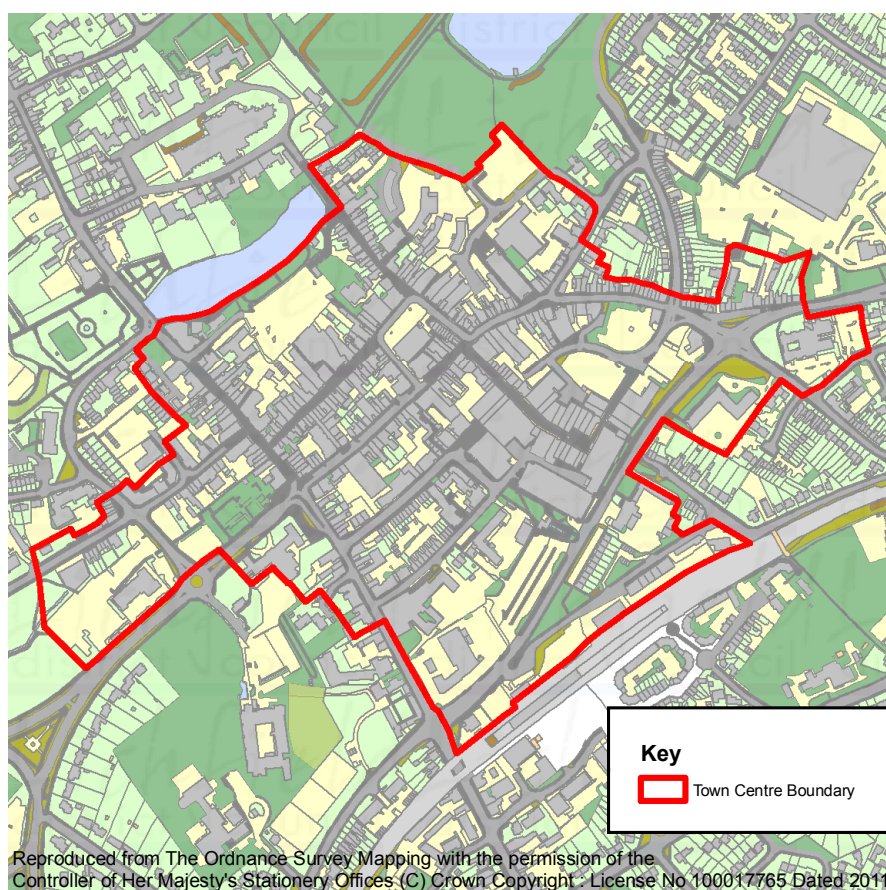 Key
Town Centre Boundary
Reproduced from The Ordnance Survey Mapping with the permission of the
Controller of Her Majesty's Stationery Offices (C) Crown Copyright : License No 100017765 Dated 2011